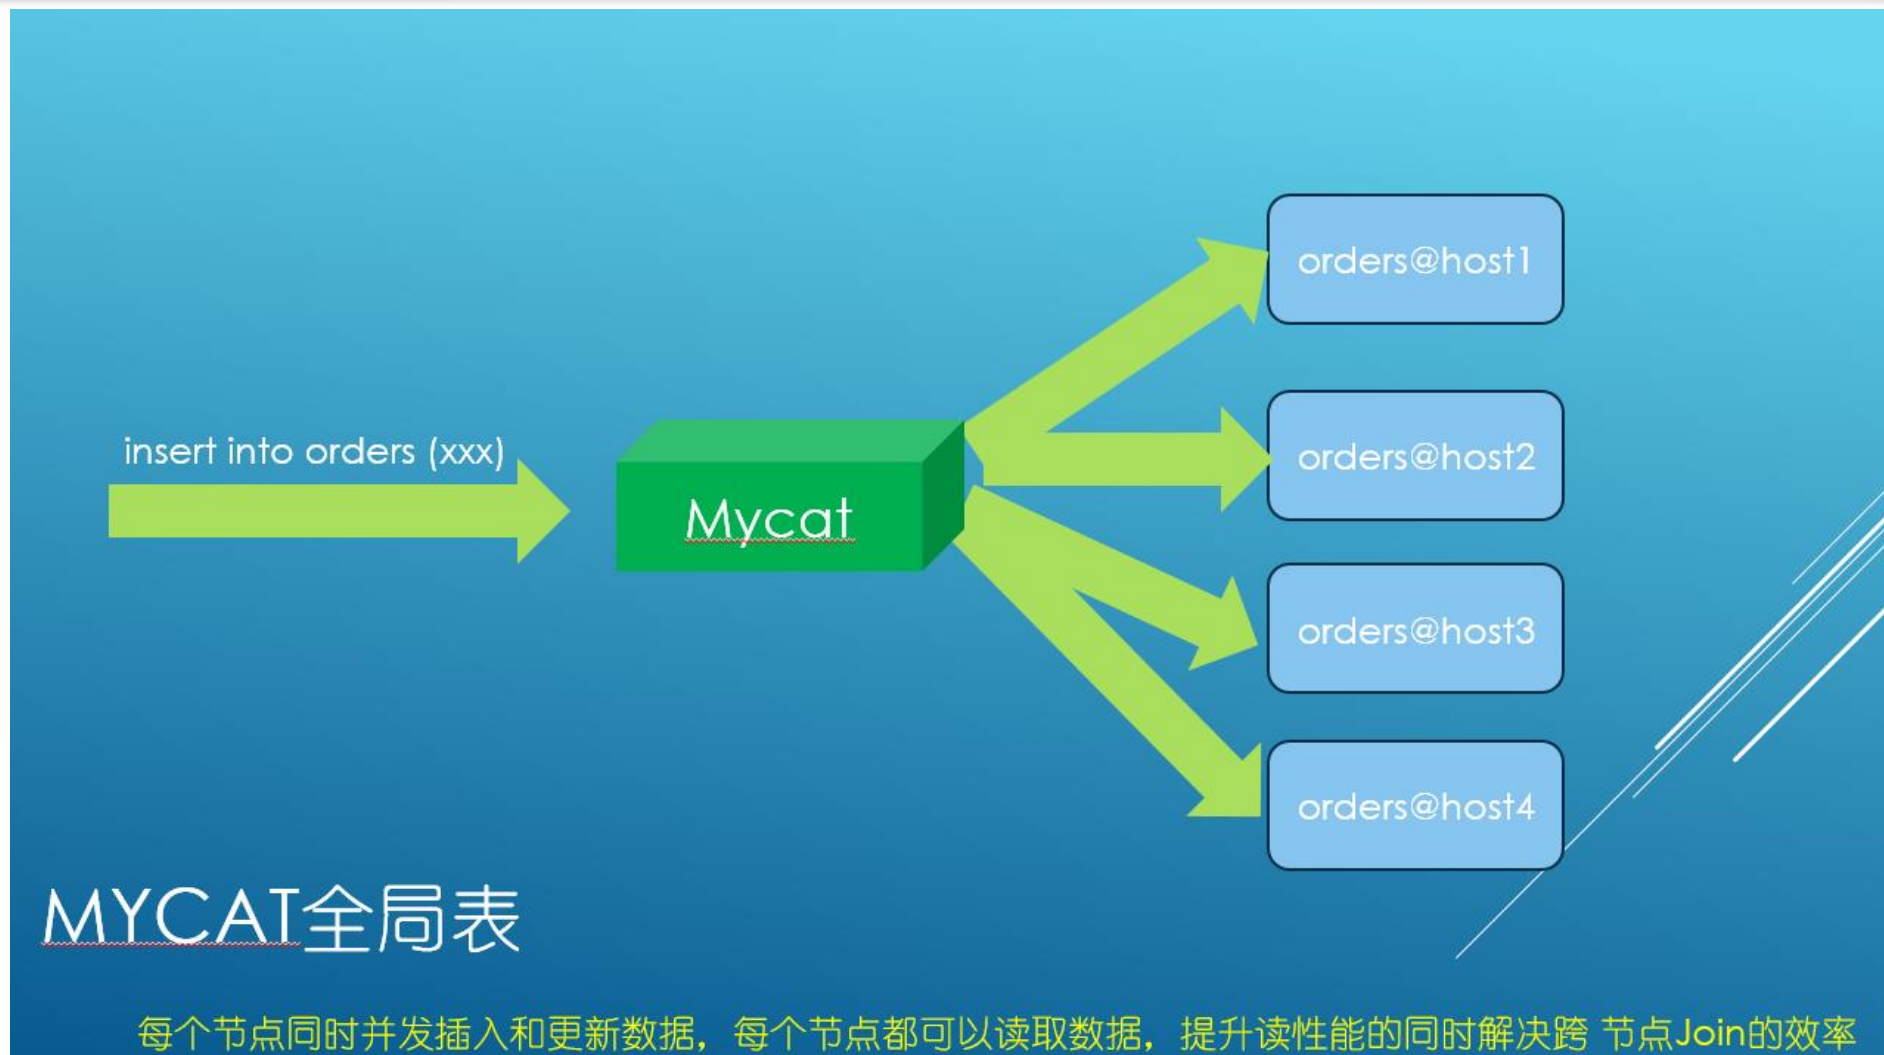 orders@host1
insert into orders (xxx)
Mycat
orders@host2
orders@host3
orders@host4
MYCAT全局表
每个节点同时并发插入和更新数据，每个节点都可以读取数据，提升读性能的同时解决跨 节点Join的效率